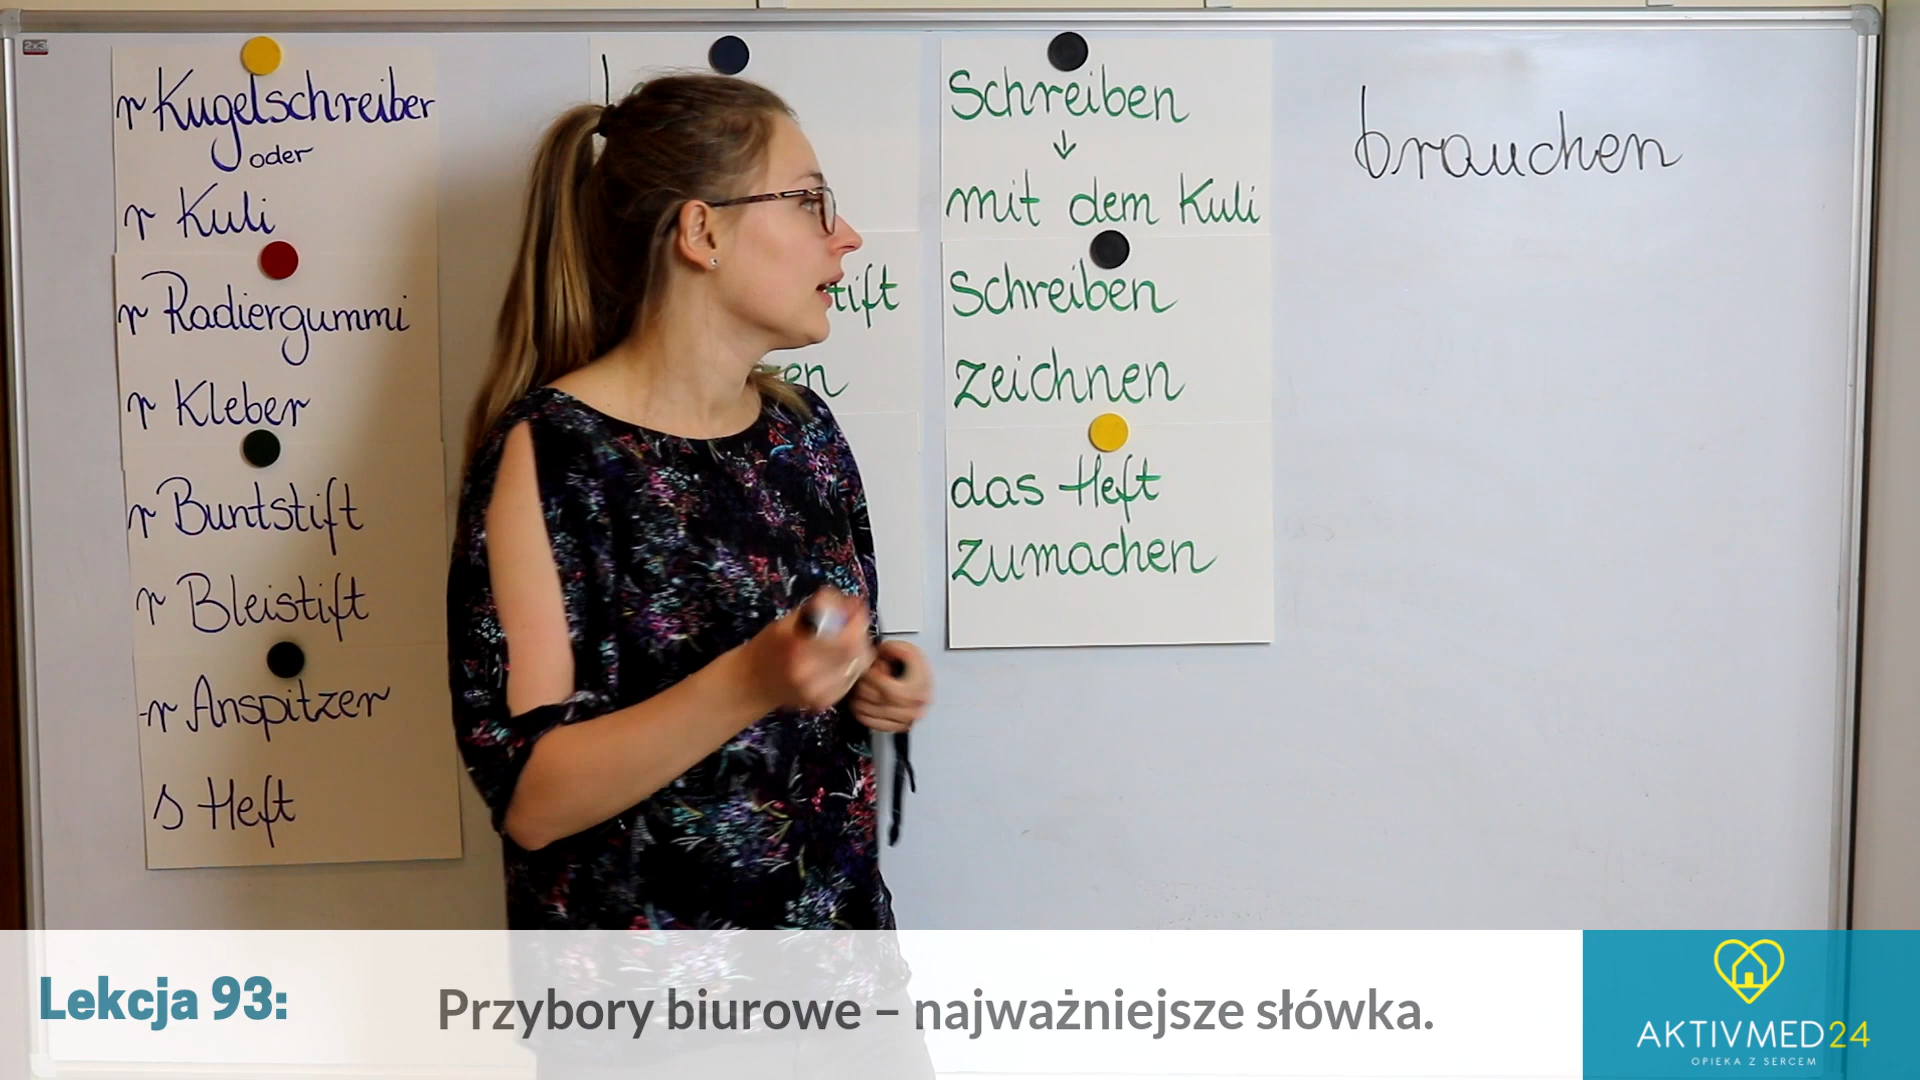 r Kugelschreiber
oder
r Kuli
r Radiergummi
r Kleber
r Buntstift
r Bleistift
r Anspitzer
s Heft
Schreiben
↓
mit dem Kuli
Schreiben
zeichnen
das Heft
zumachen
brauchen
Lekcja 93:
Przybory biurowe – najważniejsze słówka.
AKTIVMED24
OPIEKA Z SERCEM